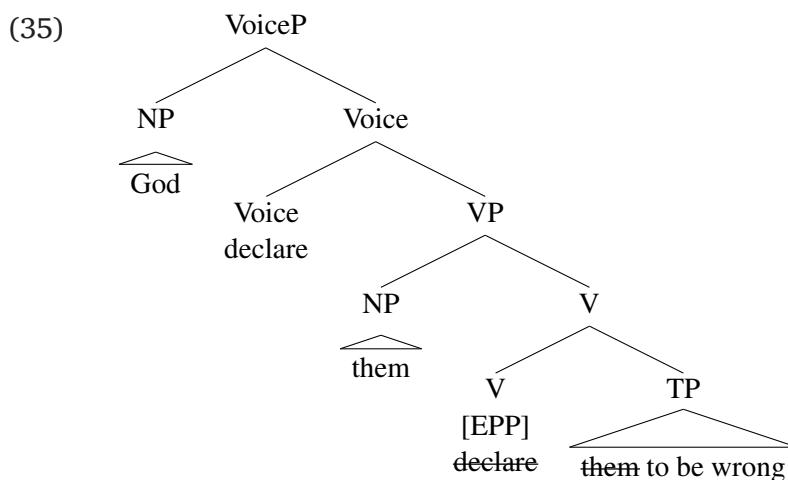 (35) VoiceP
NP Voice
God
Voice VP
declare
NP V
them
V TP
[EPP]
declare them to be wrong